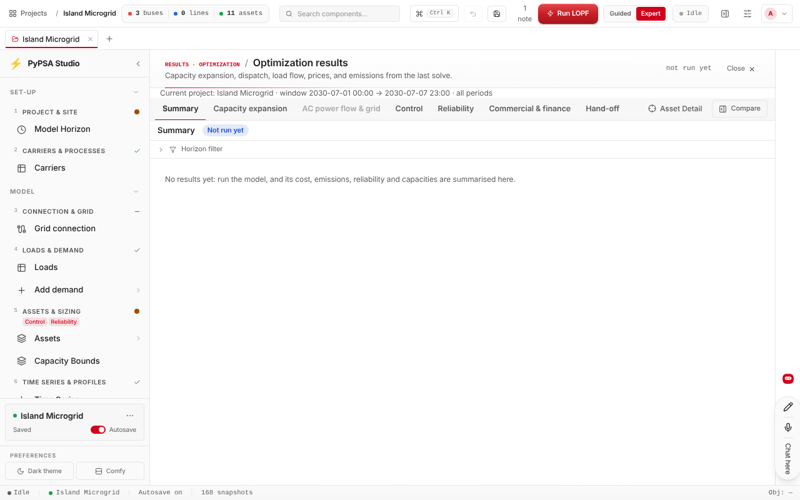 Projects / Island Microgrid
3 buses 0 lines 11 assets
Search components...
Ctrl K
1 note
Run LOPF
Guided Expert
Idle
A
Island Microgrid
PyPSA Studio
SET-UP
1 PROJECT & SITE
Model Horizon
2 CARRIERS & PROCESSES
Carriers
MODEL
3 CONNECTION & GRID
Grid connection
4 LOADS & DEMAND
Loads
Add demand
5 ASSETS & SIZING
Control Reliability
Assets
Capacity Bounds
6 TIME SERIES & PROFILES
Island Microgrid
Saved Autosave
PREFERENCES
Dark theme Comfy
RESULTS · OPTIMIZATION / Optimization results
Capacity expansion, dispatch, load flow, prices, and emissions from the last solve.
not run yet Close
Current project: Island Microgrid · window 2030-07-01 00:00 → 2030-07-07 23:00 · all periods
Summary Capacity expansion AC power flow & grid Control Reliability Commercial & finance Hand-off Asset Detail Compare
Summary Not run yet
Horizon filter
No results yet: run the model, and its cost, emissions, reliability and capacities are summarised here.
Chat here
Idle Island Microgrid Autosave on 168 snapshots Obj: —